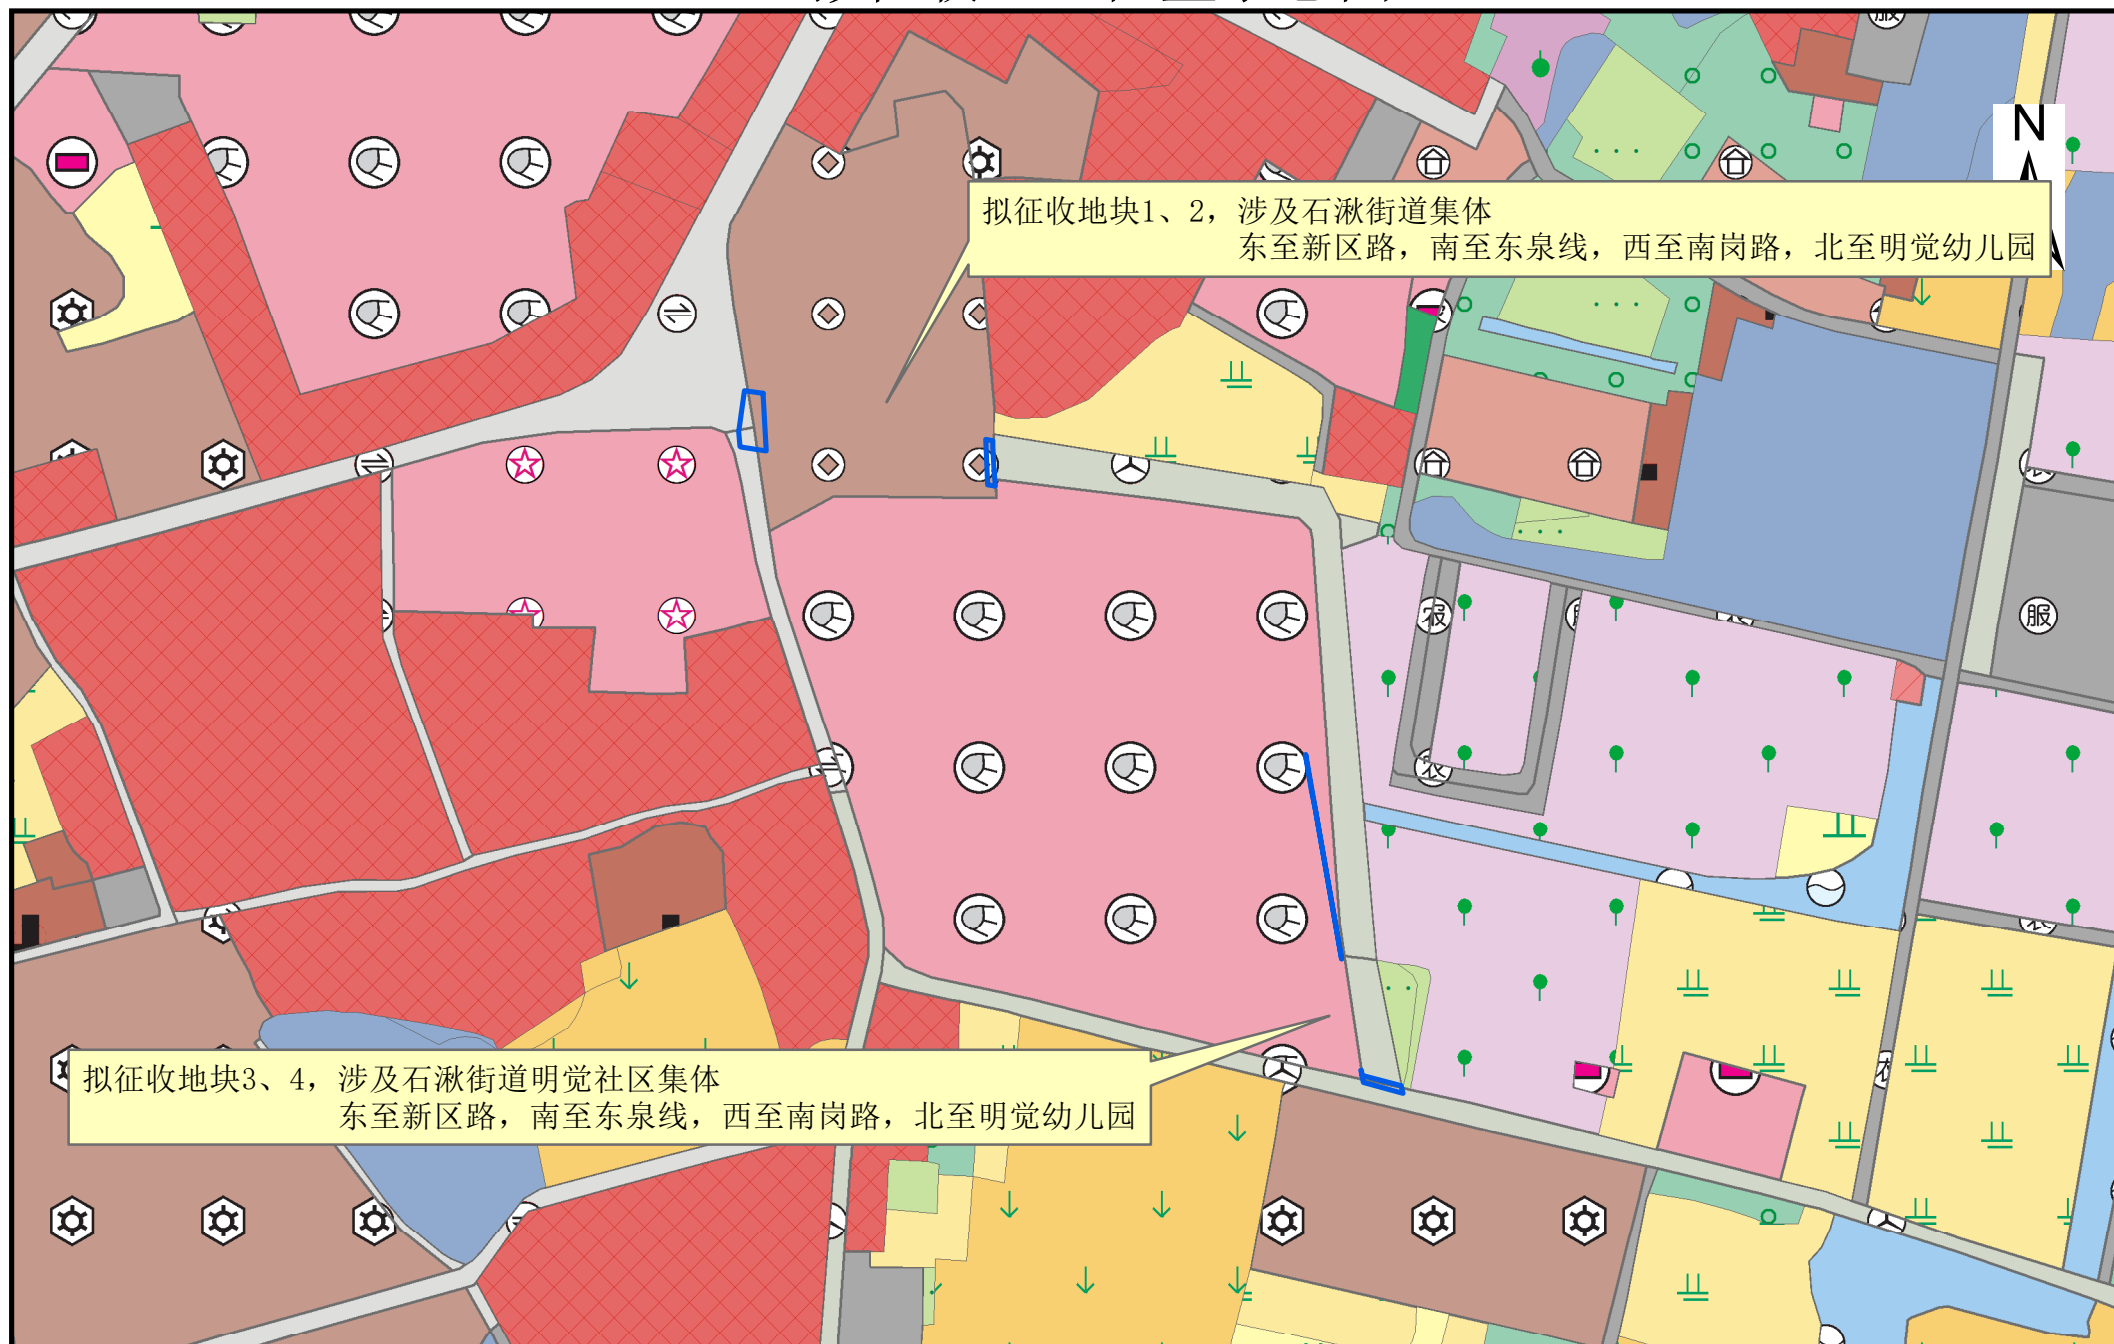 N
拟征收地块1、2，涉及石湫街道集体
东至新区路，南至东泉线，西至南岗路，北至明觉幼儿园
服
农
拟征收地块3、4，涉及石湫街道明觉社区集体
东至新区路，南至东泉线，西至南岗路，北至明觉幼儿园